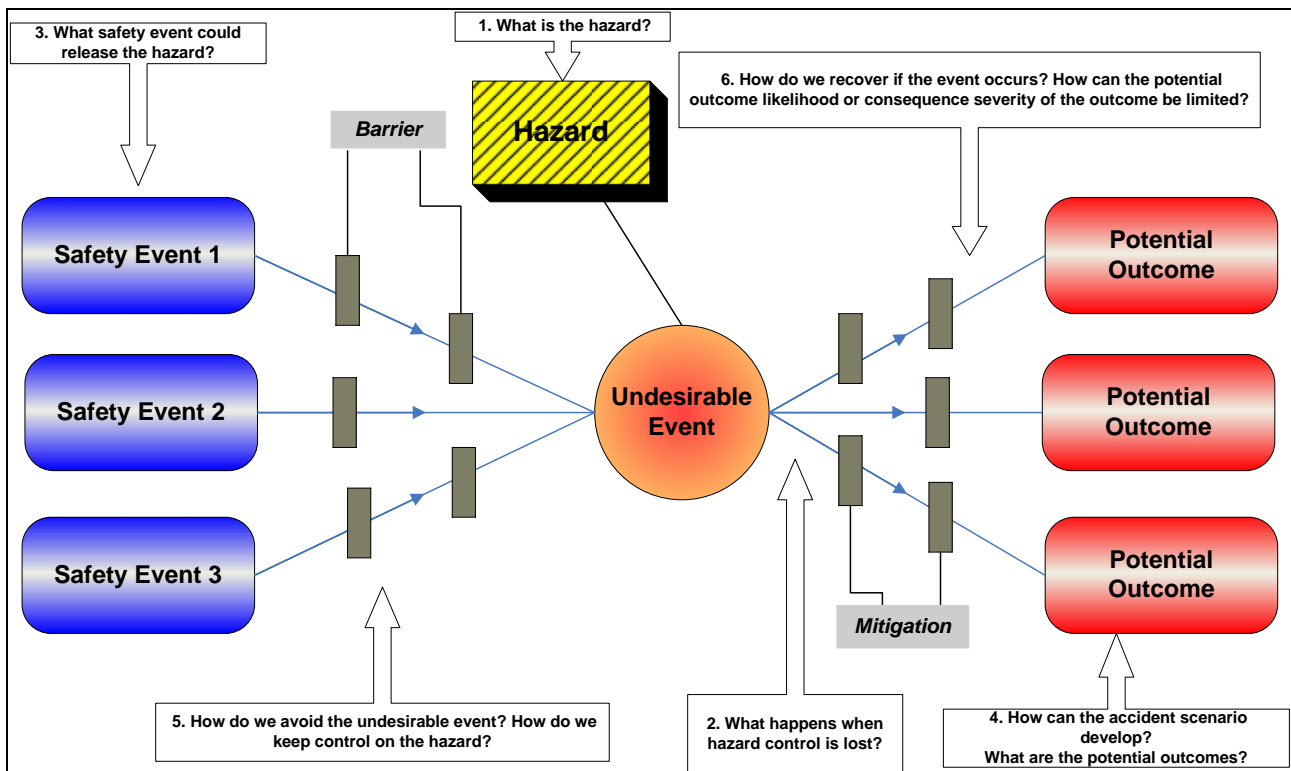 3. What safety event could
release the hazard?
1. What is the hazard?
6. How do we recover if the event occurs? How can the potential
outcome likelihood or consequence severity of the outcome be limited?
Barrier
Hazard
Safety Event 1
Potential
Outcome
Safety Event 2
Undesirable
Event
Potential
Outcome
Safety Event 3
Potential
Outcome
Mitigation
5. How do we avoid the undesirable event? How do we
keep control on the hazard?
2. What happens when
hazard control is lost?
4. How can the accident scenario
develop?
What are the potential outcomes?